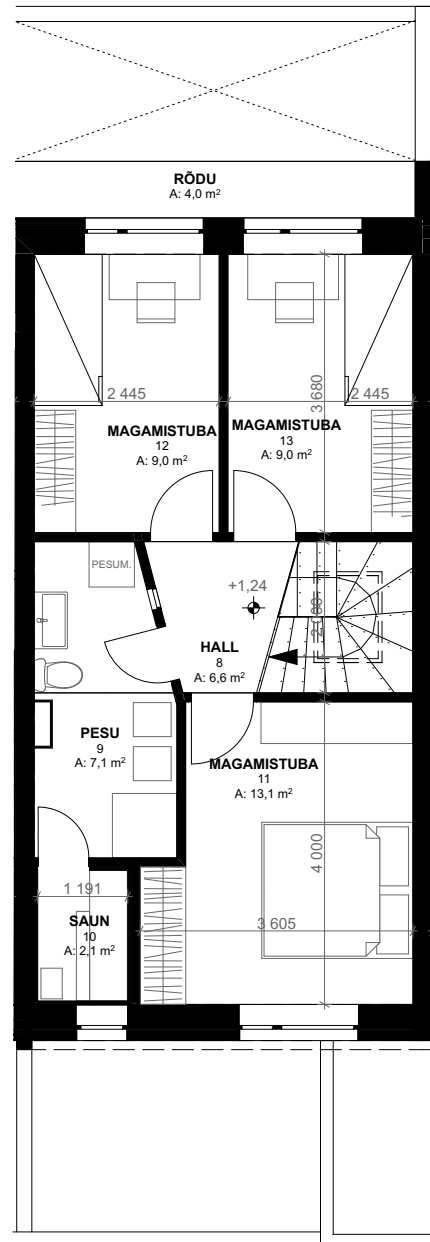 RÕDU
A: 4,0 m²
2 445
3 680
2 445
MAGAMISTUBA
12
A: 9,0 m²
MAGAMISTUBA
13
A: 9,0 m²
PESUM.
+1,24
HALL
8
A: 6,6 m²
PESU
9
A: 7,1 m²
MAGAMISTUBA
11
A: 13,1 m²
4 000
1 191
3 605
SAUN
10
A: 2,1 m²